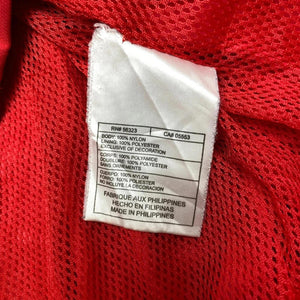 RN# 56323 CA# 05553
BODY: 100% NYLON
LINING: 100% POLYESTER
EXCLUSIVE OF DECORATION
CORPS: 100% POLYAMIDE
DOUBLURE: 100% POLYESTER
SANS ORNEMENTS
CUERPO: 100% NYLON
FORRO: 100% POLIESTER
NO INCLUYE LA DECORACION
FABRIQUE AUX PHILIPPINES
HECHO EN FILIPINAS
MADE IN PHILIPPINES